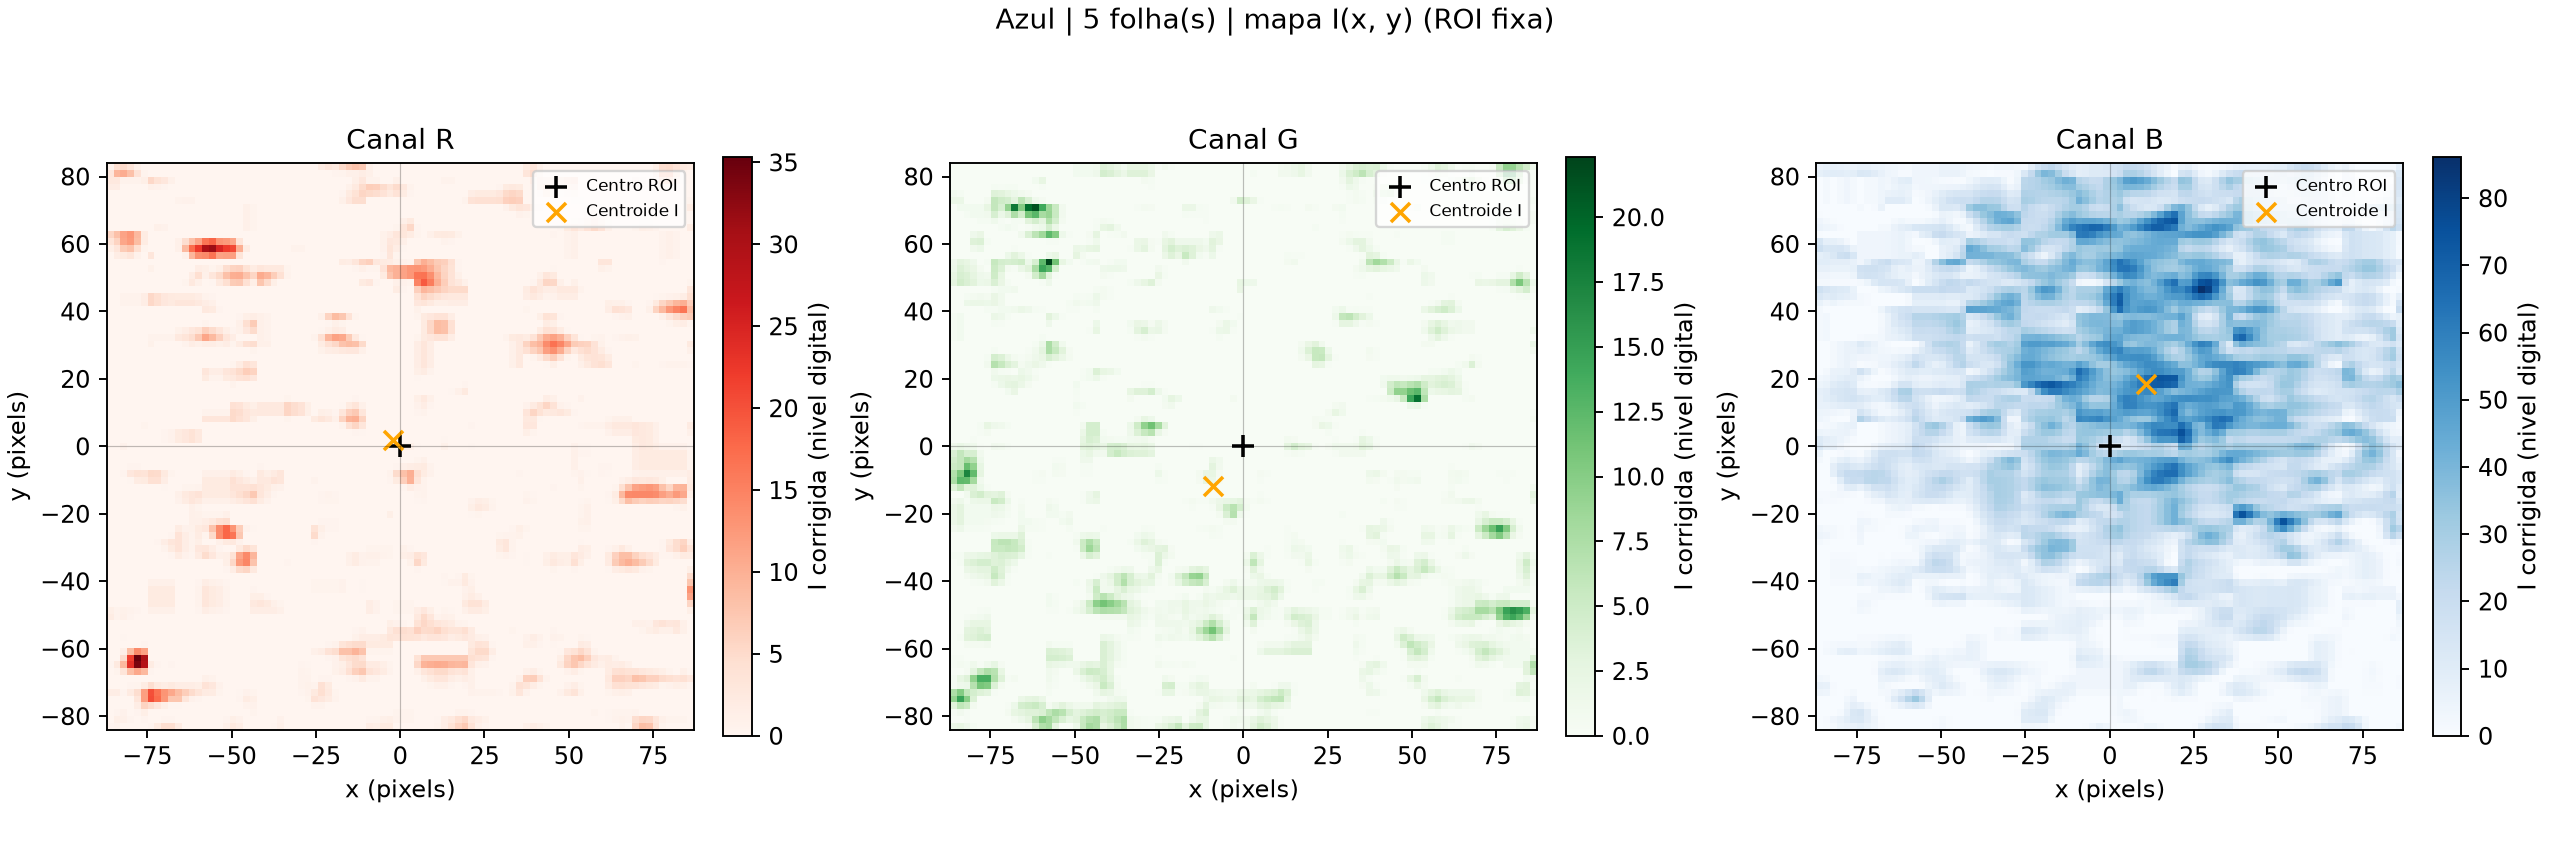 Azul | 5 folha(s) | mapa I(x, y) (ROI fixa)
Canal R
Centro ROI
Centroide I
80
60
40
20
0
−20
−40
−60
−80
y (pixels)
−75 −50 −25 0 25 50 75
x (pixels)
35
30
25
20
15
10
5
0
I corrigida (nivel digital)
Canal G
Centro ROI
Centroide I
80
60
40
20
0
−20
−40
−60
−80
y (pixels)
−75 −50 −25 0 25 50 75
x (pixels)
20.0
17.5
15.0
12.5
10.0
7.5
5.0
2.5
0.0
I corrigida (nivel digital)
Canal B
Centro ROI
Centroide I
80
60
40
20
0
−20
−40
−60
−80
y (pixels)
−75 −50 −25 0 25 50 75
x (pixels)
80
70
60
50
40
30
20
10
0
I corrigida (nivel digital)